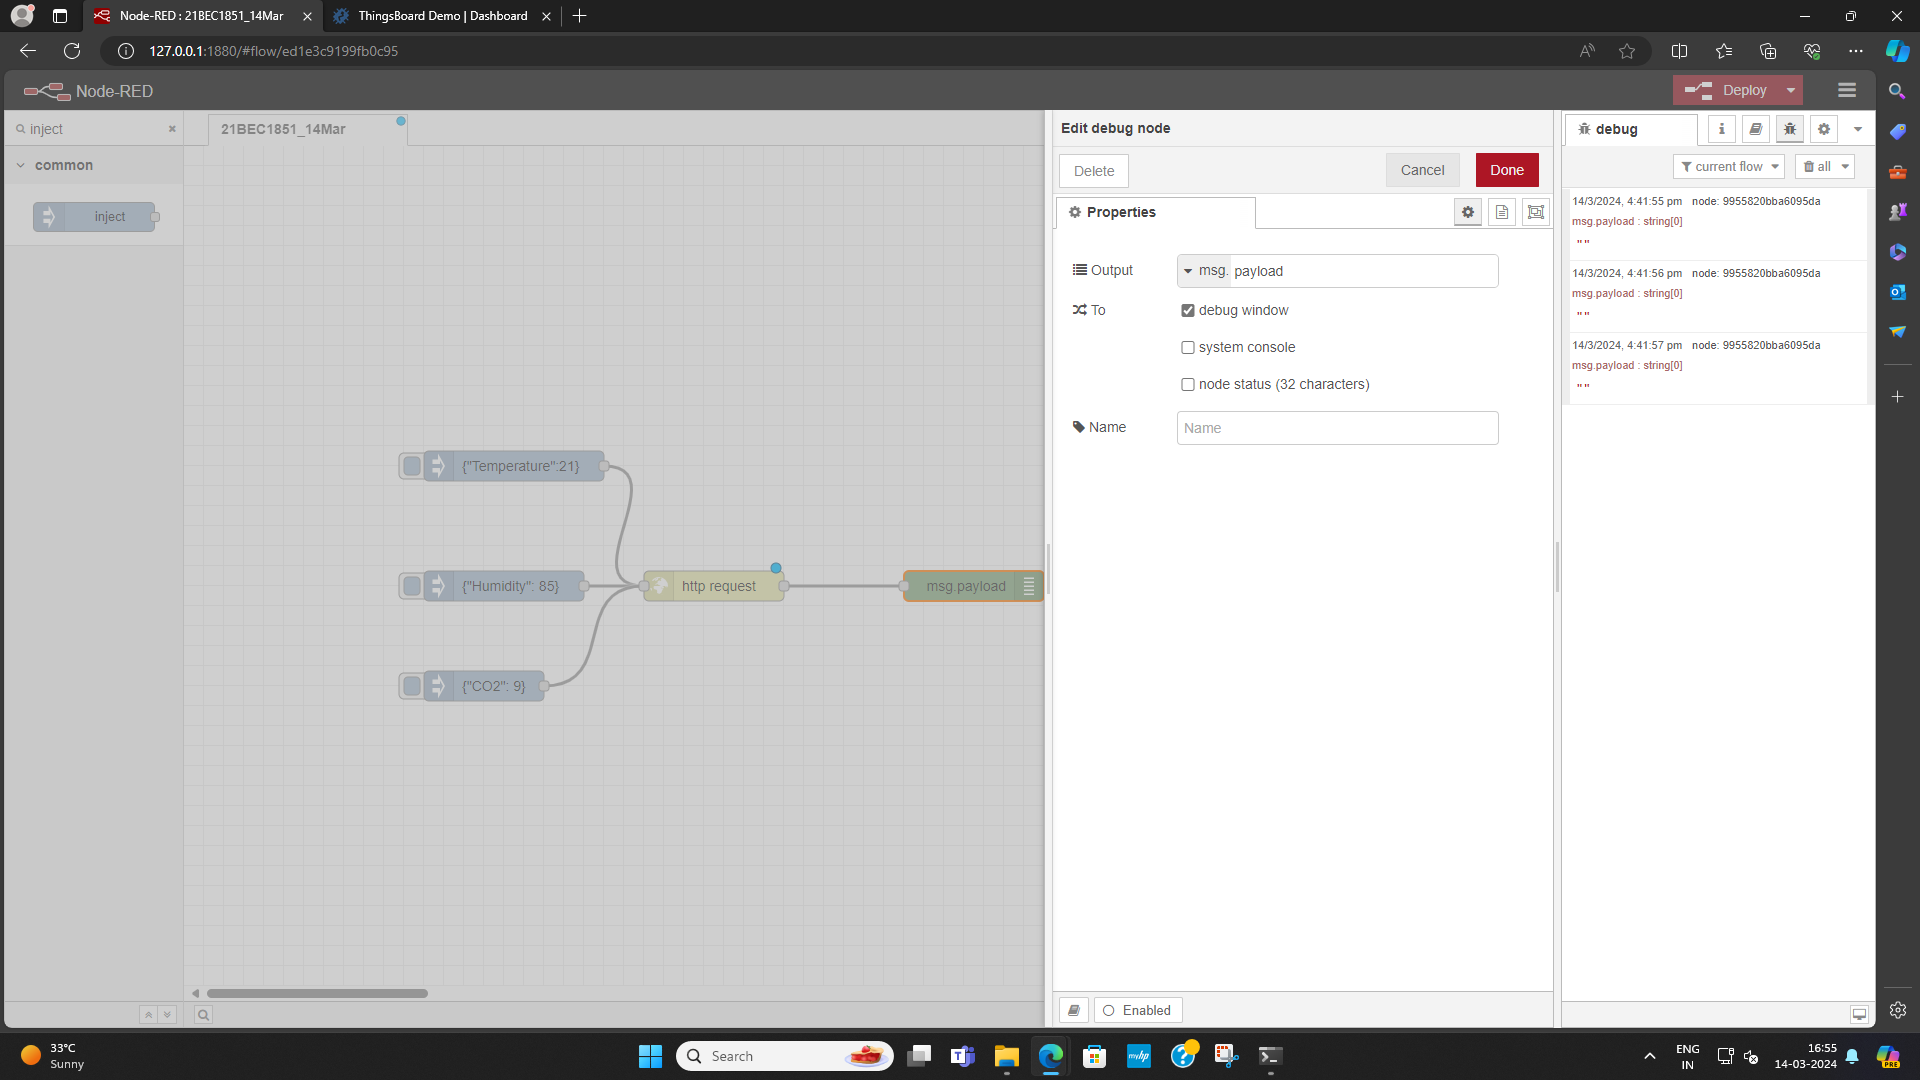 Node-RED : 21BEC1851_14Mar
ThingsBoard Demo | Dashboard
127.0.0.1:1880/#flow/ed1e3c9199fb0c95
Node-RED
Deploy
inject
common
inject
21BEC1851_14Mar
{"Temperature":21}
{"Humidity": 85}
{"CO2": 9}
http request
msg.payload
Edit debug node
Delete
Cancel
Done
Properties
Output
msg. payload
To
debug window
system console
node status (32 characters)
Name
Name
Enabled
debug
i
current flow
all
14/3/2024, 4:41:55 pm node: 9955820bba6095da
msg.payload : string[0]
""
14/3/2024, 4:41:56 pm node: 9955820bba6095da
msg.payload : string[0]
""
14/3/2024, 4:41:57 pm node: 9955820bba6095da
msg.payload : string[0]
""
33°C
Sunny
Search
ENG
IN
16:55
14-03-2024
PRE